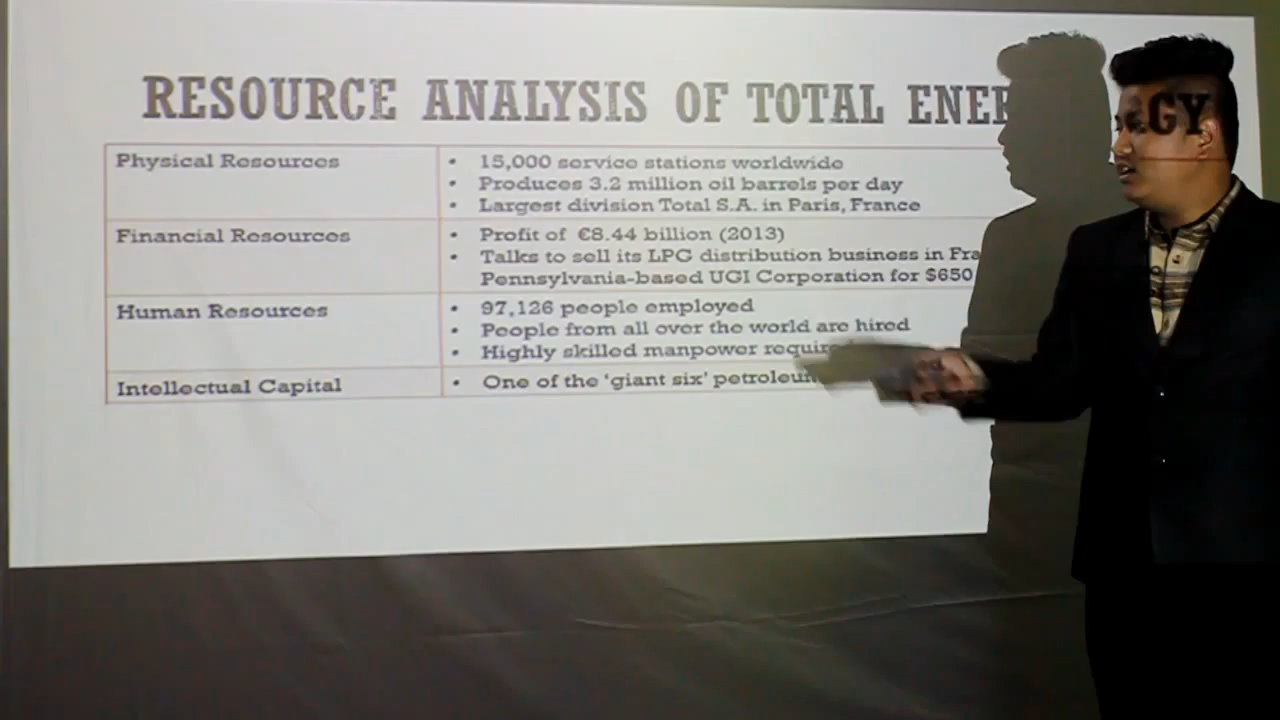 RESOURCE ANALYSIS OF TOTAL ENERGY
Physical Resources
• 15,000 service stations worldwide
• Produces 3.2 million oil barrels per day
• Largest division Total S.A. in Paris, France
Financial Resources
• Profit of €8.44 billion (2013)
• Talks to sell its LPG distribution business in Fra
Pennsylvania-based UGI Corporation for $650
Human Resources
• 97,126 people employed
• People from all over the world are hired
• Highly skilled manpower require
Intellectual Capital
• One of the ‘giant six’ petroleum